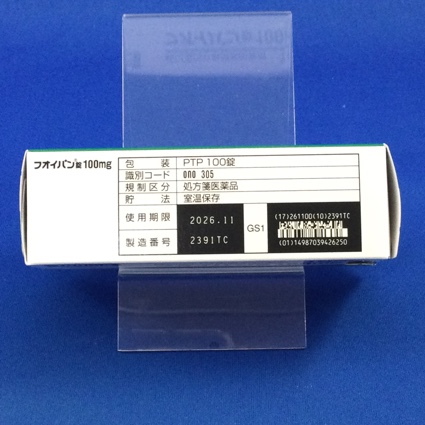 フオイパン®錠100mg
包装 PTP 100錠
識別コード ono 305
規制区分 処方箋医薬品
貯法 室温保存
使用期限 2026.11
製造番号 2391TC
GS1
(17)261100(10)2391TC
(01)14987039426250